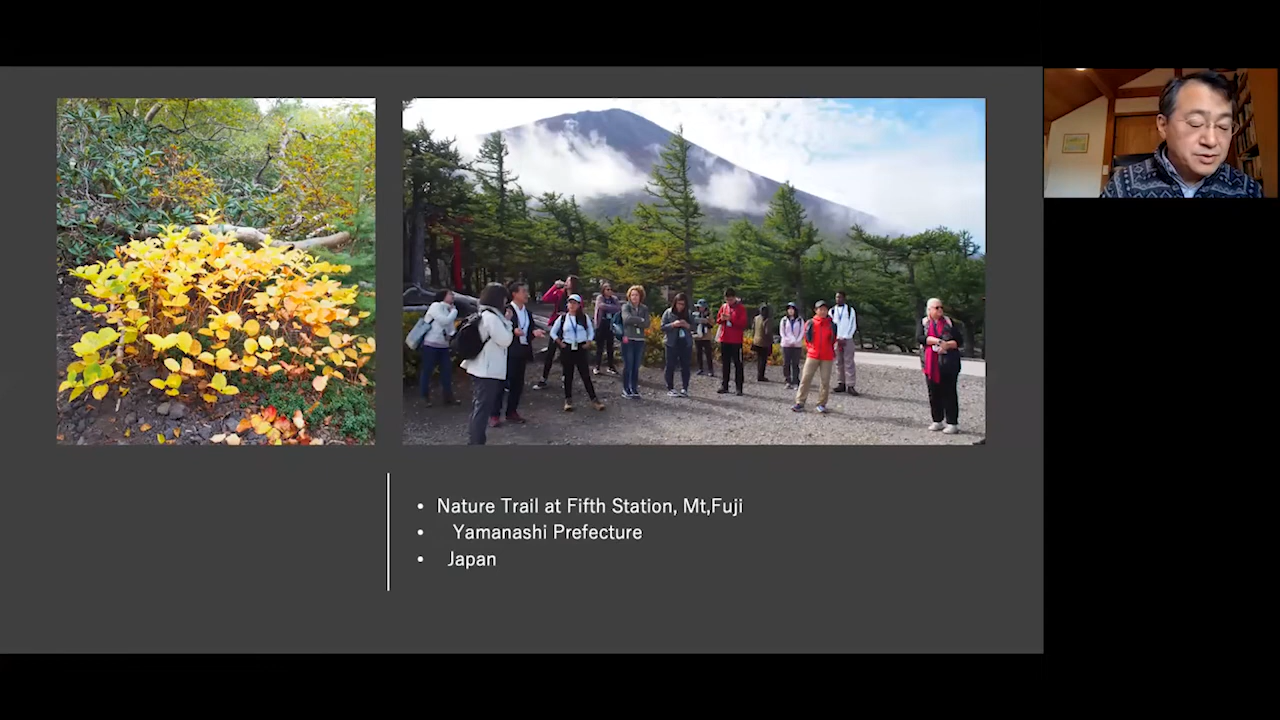 • Nature Trail at Fifth Station, Mt,Fuji
• Yamanashi Prefecture
• Japan